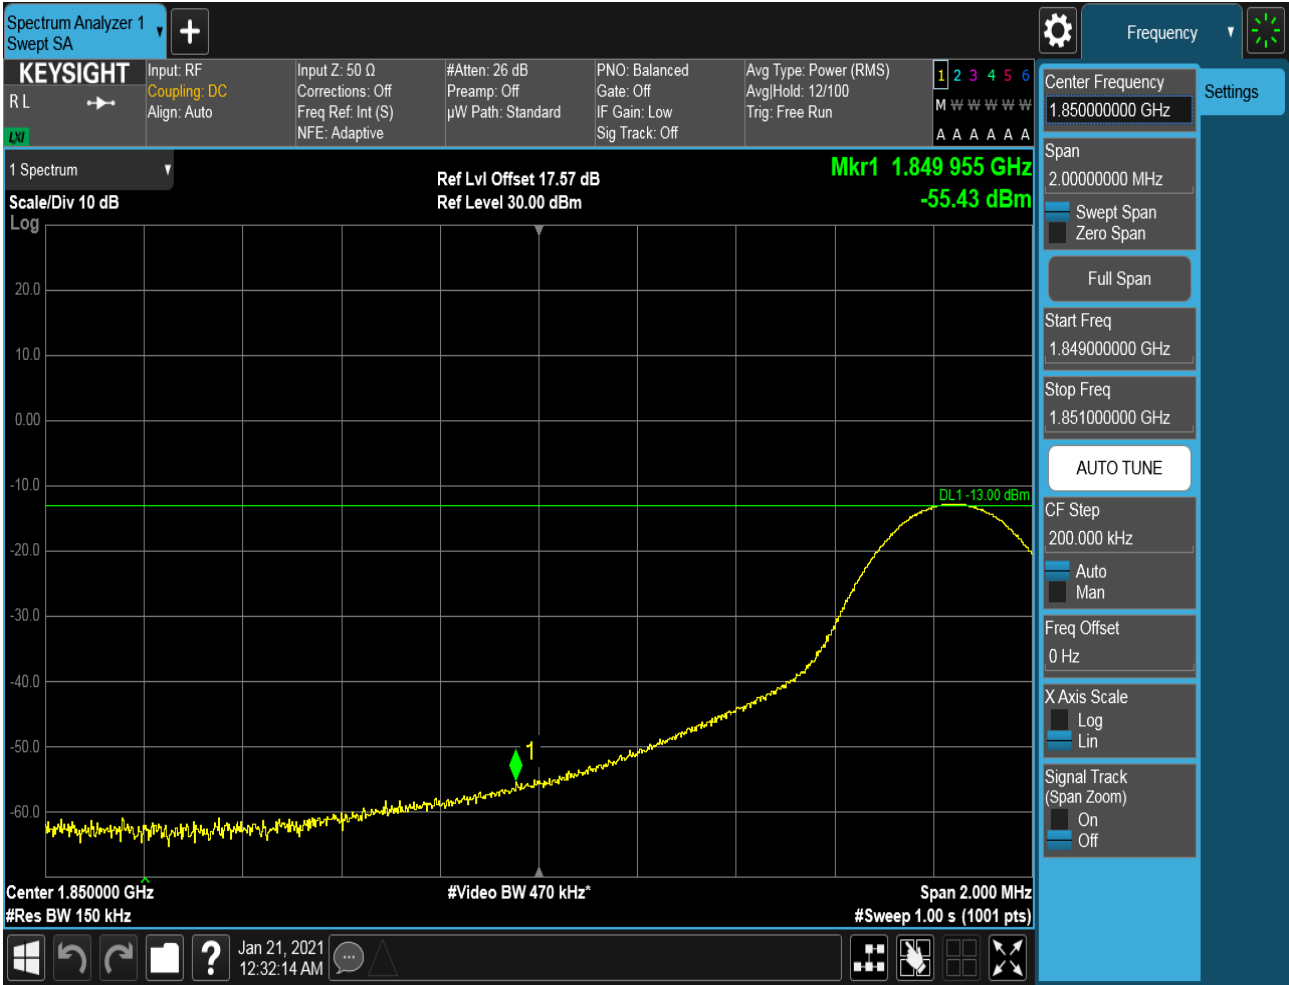 Spectrum Analyzer 1
Swept SA
Frequency
KEYSIGHT
R L
LXI
Input: RF
Coupling: DC
Align: Auto
Input Z: 50 Ω
Corrections: Off
Freq Ref: Int (S)
NFE: Adaptive
#Atten: 26 dB
Preamp: Off
µW Path: Standard
PNO: Balanced
Gate: Off
IF Gain: Low
Sig Track: Off
Avg Type: Power (RMS)
Avg|Hold: 12/100
Trig: Free Run
1 2 3 4 5 6
M W W W W W
A A A A A A
1 Spectrum
Scale/Div 10 dB
Log
Ref Lvl Offset 17.57 dB
Ref Level 30.00 dBm
Mkr1 1.849 955 GHz
-55.43 dBm
20.0
10.0
0.00
-10.0
-20.0
-30.0
-40.0
-50.0
-60.0
DL1 -13.00 dBm
1
Center 1.850000 GHz
#Res BW 150 kHz
#Video BW 470 kHz*
Span 2.000 MHz
#Sweep 1.00 s (1001 pts)
Jan 21, 2021
12:32:14 AM
?
Center Frequency
1.850000000 GHz
Span
2.00000000 MHz
Swept Span
Zero Span
Full Span
Start Freq
1.849000000 GHz
Stop Freq
1.851000000 GHz
AUTO TUNE
CF Step
200.000 kHz
Auto
Man
Freq Offset
0 Hz
X Axis Scale
Log
Lin
Signal Track
(Span Zoom)
On
Off
Settings